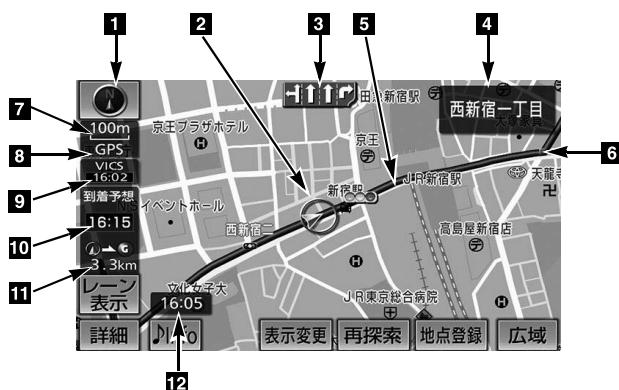 1
2
3
5
4
7
8
9
10
11
12
6
100m
GPS
VICS
16:02
到着予想
16:15
3.3km
レーン
表示
詳細
16:05
表示変更
再探索
地点登録
広域
西新宿一丁目
京王プラザホテル
イベントホール
西新宿二
文化女子大
新宿駅
京王
JR新宿駅
天龍寺
高島屋新宿店
JR東京総合病院